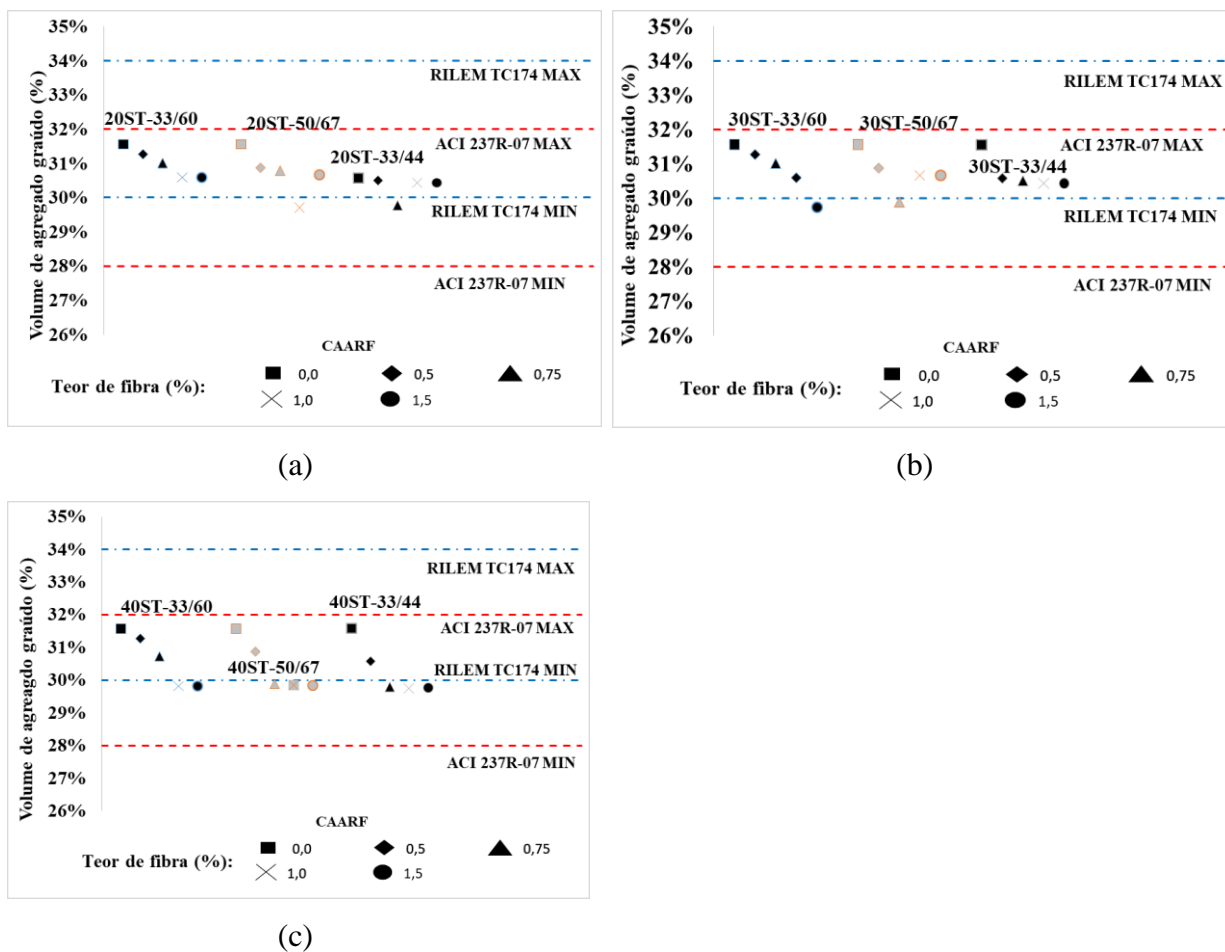 Volume de agregado graúdo (%)
35%
34%
33%
32%
31%
30%
29%
28%
27%
26%
RILEM TC174 MAX
20ST-33/60
20ST-50/67
ACI 237R-07 MAX
20ST-33/44
RILEM TC174 MIN
ACI 237R-07 MIN
CAARF
Teor de fibra (%):
0,0
0,5
0,75
1,0
1,5
(a)
Volume de agregado graúdo (%)
35%
34%
33%
32%
31%
30%
29%
28%
27%
26%
RILEM TC174 MAX
30ST-33/60
30ST-50/67
ACI 237R-07 MAX
30ST-33/44
RILEM TC174 MIN
ACI 237R-07 MIN
CAARF
Teor de fibra (%):
0,0
0,5
0,75
1,0
1,5
(b)
Volume de agreagdo graúdo (%)
35%
34%
33%
32%
31%
30%
29%
28%
27%
26%
RILEM TC174 MAX
40ST-33/60
40ST-33/44
ACI 237R-07 MAX
40ST-50/67
RILEM TC174 MIN
ACI 237R-07 MIN
CAARF
Teor de fibra (%):
0,0
0,5
0,75
1,0
1,5
(c)